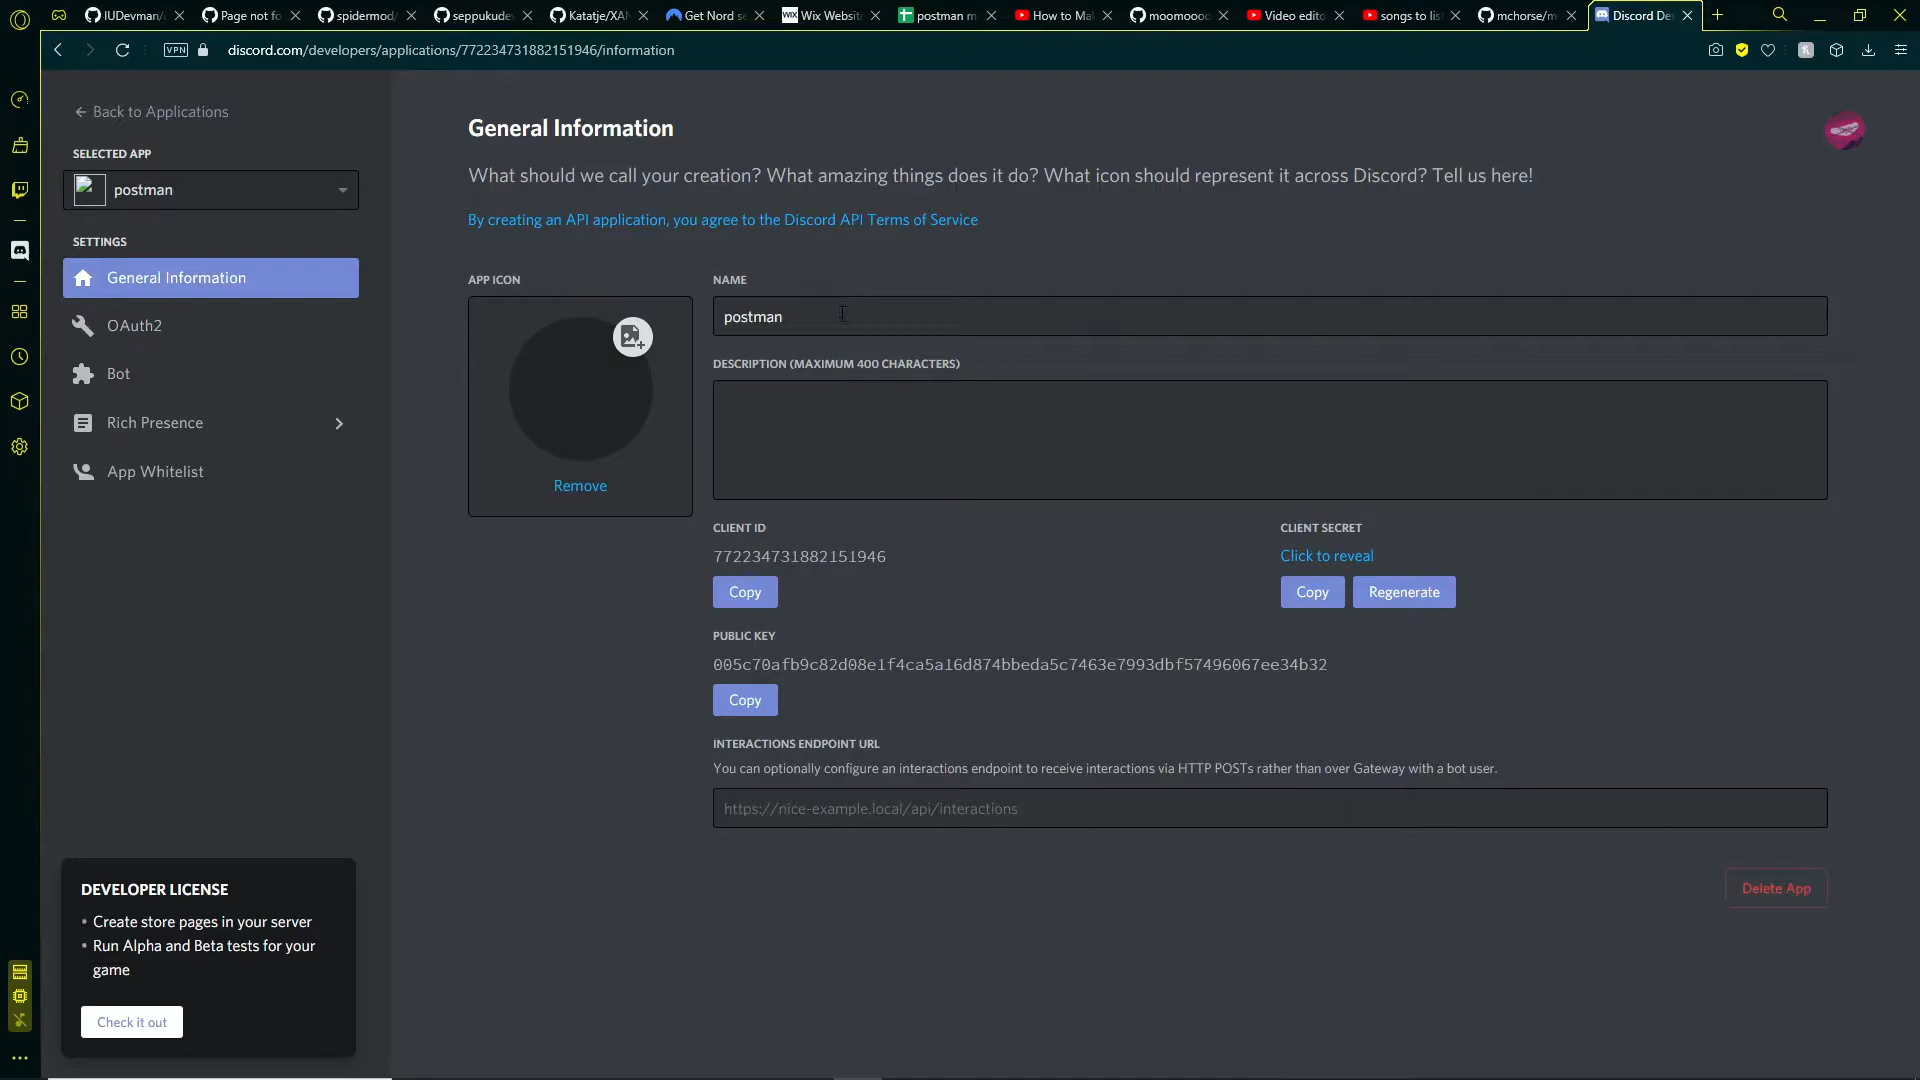 IUDevman/
Page not fo
spidermod/
seppukude
Katatje/XA
Get Nord se
WiX Wix Websit
postman m
How to Ma
moomoooo
Video edito
songs to lis
mchorse/m
Discord De
VPN discord.com/developers/applications/772234731882151946/information
← Back to Applications
SELECTED APP
postman
SETTINGS
General Information
OAuth2
Bot
Rich Presence
App Whitelist
DEVELOPER LICENSE
• Create store pages in your server
• Run Alpha and Beta tests for your
game
Check it out
General Information
What should we call your creation? What amazing things does it do? What icon should represent it across Discord? Tell us here!
By creating an API application, you agree to the Discord API Terms of Service
APP ICON
Remove
NAME
postman
DESCRIPTION (MAXIMUM 400 CHARACTERS)
CLIENT ID
772234731882151946
Copy
CLIENT SECRET
Click to reveal
Copy Regenerate
PUBLIC KEY
005c70afb9c82d08e1f4ca5a16d874bbeda5c7463e7993dbf57496067ee34b32
Copy
INTERACTIONS ENDPOINT URL
You can optionally configure an interactions endpoint to receive interactions via HTTP POSTs rather than over Gateway with a bot user.
https://nice-example.local/api/interactions
Delete App